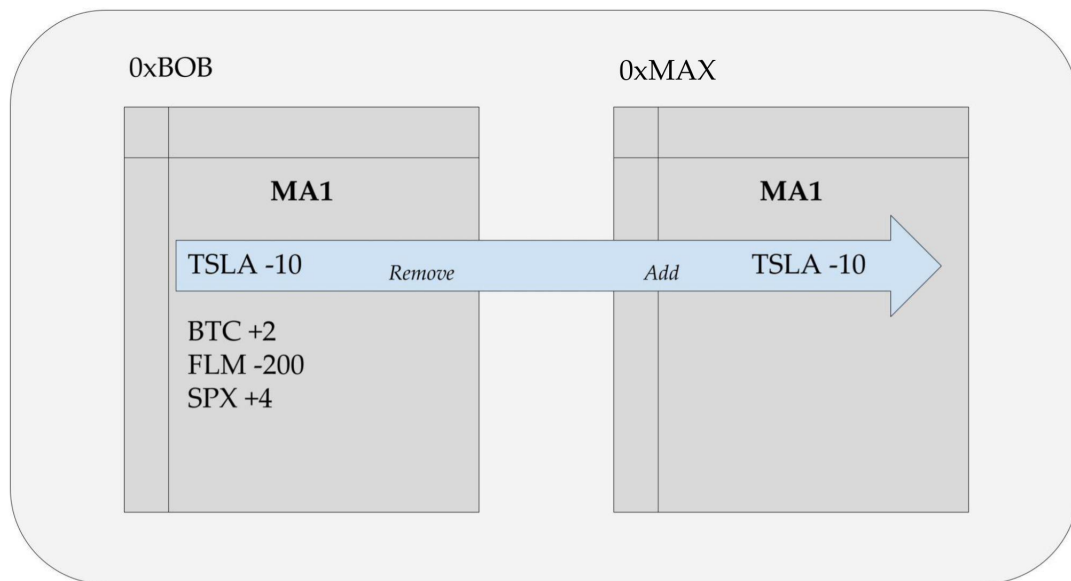 0xBOB
0xMAX
MA1
MA1
TSLA -10
Remove
Add
TSLA -10
BTC +2
FLM -200
SPX +4